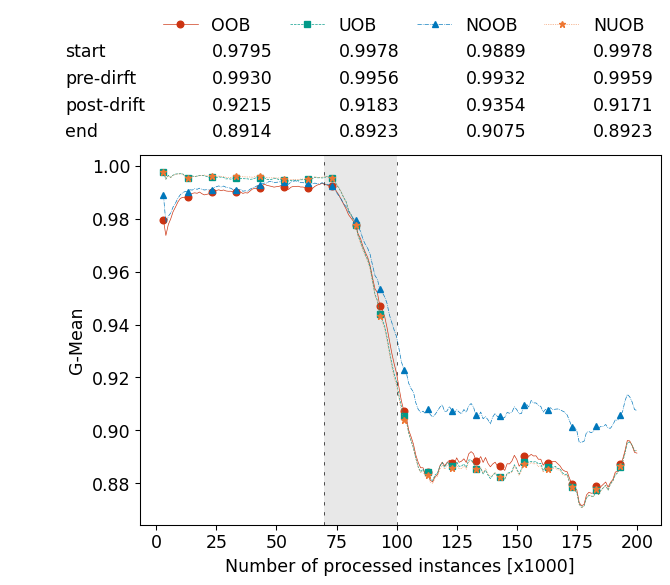 OOB UOB NOOB NUOB
start 0.9795 0.9978 0.9889 0.9978
pre-dirft 0.9930 0.9956 0.9932 0.9959
post-drift 0.9215 0.9183 0.9354 0.9171
end 0.8914 0.8923 0.9075 0.8923
1.00
0.98
0.96
0.94
0.92
0.90
0.88
G-Mean
0 25 50 75 100 125 150 175 200
Number of processed instances [x1000]